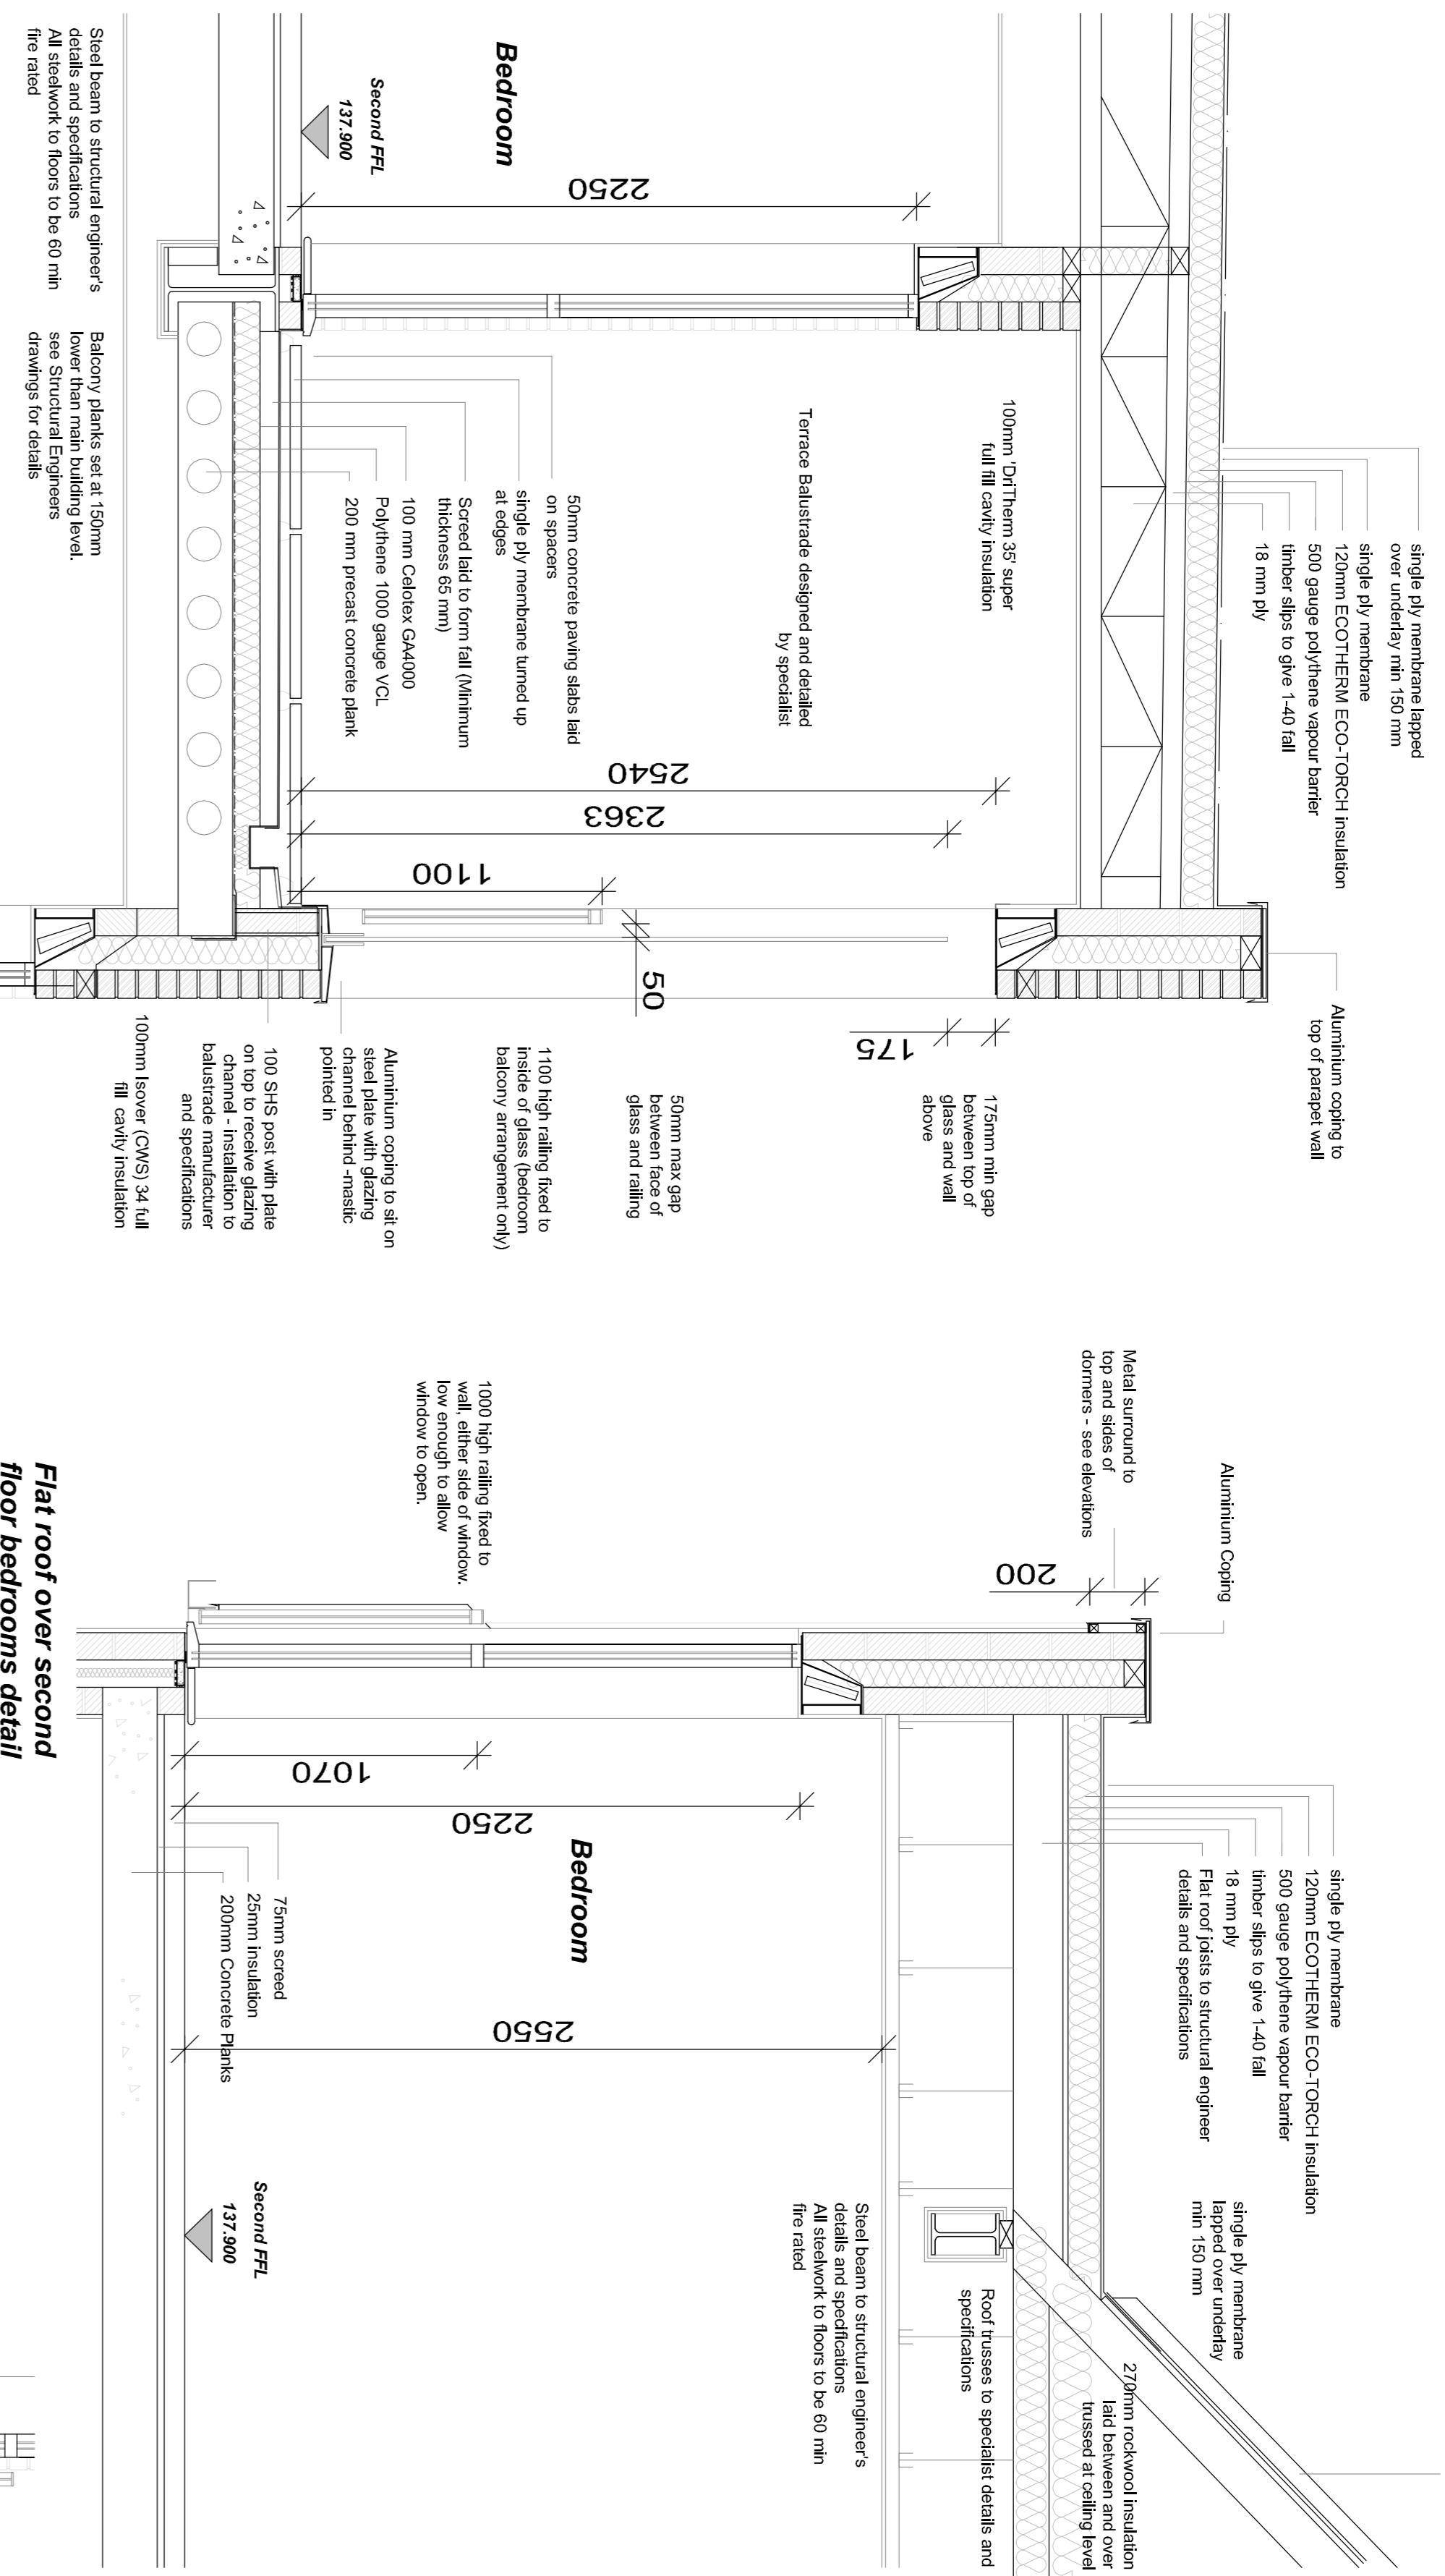 single ply membrane lapped
over underlay min 150 mm
single ply membrane
120mm ECOTHERM ECO-TORCH insulation
500 gauge polythene vapour barrier
timber slips to give 1-40 fall
18 mm ply
Aluminium coping to
top of parapet wall
100mm 'DriTherm 35' super
full fill cavity insulation
175mm min gap
between top of
glass and wall
above
175
Terrace Balustrade designed and detailed
by specialist
50mm max gap
between face of
glass and railing
50
Bedroom
Second FFL
137.900
2250
2540
2363
1100
50mm concrete paving slabs laid
on spacers
single ply membrane turned up
at edges
Screed laid to form fall (Minimum
thickness 65 mm)
100 mm Celotex GA4000
Polythene 1000 gauge VCL
200 mm precast concrete plank
1100 high railing fixed to
inside of glass (bedroom
balcony arrangement only)
Aluminium coping to sit on
steel plate with glazing
channel behind -mastic
pointed in
100 SHS post with plate
on top to receive glazing
channel - installation to
balustrade manufacturer
and specifications
100mm Isover (CWS) 34 full
fill cavity insulation
Steel beam to structural engineer's
details and specifications
All steelwork to floors to be 60 min
fire rated
Balcony planks set at 150mm
lower than main building level.
see Structural Engineers
drawings for details
Aluminium Coping
Metal surround to
top and sides of
dormers - see elevations
200
single ply membrane
120mm ECOTHERM ECO-TORCH insulation
500 gauge polythene vapour barrier
timber slips to give 1-40 fall
18 mm ply
Flat roof joists to structural engineer
details and specifications
single ply membrane
lapped over underlay
min 150 mm
270mm rockwool insulation
laid between and over
trussed at ceiling level
Roof trusses to specialist details and
specifications
Steel beam to structural engineer's
details and specifications
All steelwork to floors to be 60 min
fire rated
1000 high railing fixed to
wall, either side of window.
low enough to allow
window to open.
Bedroom
1070
2250
2550
75mm screed
25mm insulation
200mm Concrete Planks
Second FFL
137.900
Flat roof over second
floor bedrooms detail